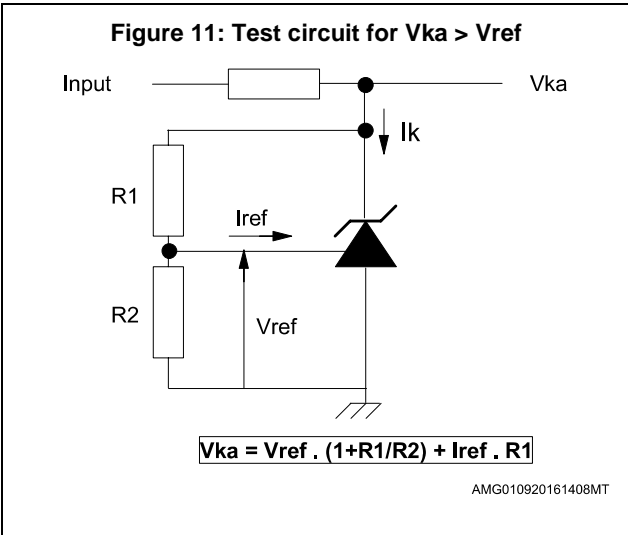 Figure 11: Test circuit for Vka > Vref
Input
Vka
Ik
R1
Iref
R2
Vref
Vka = Vref . (1+R1/R2) + Iref . R1
AMG010920161408MT